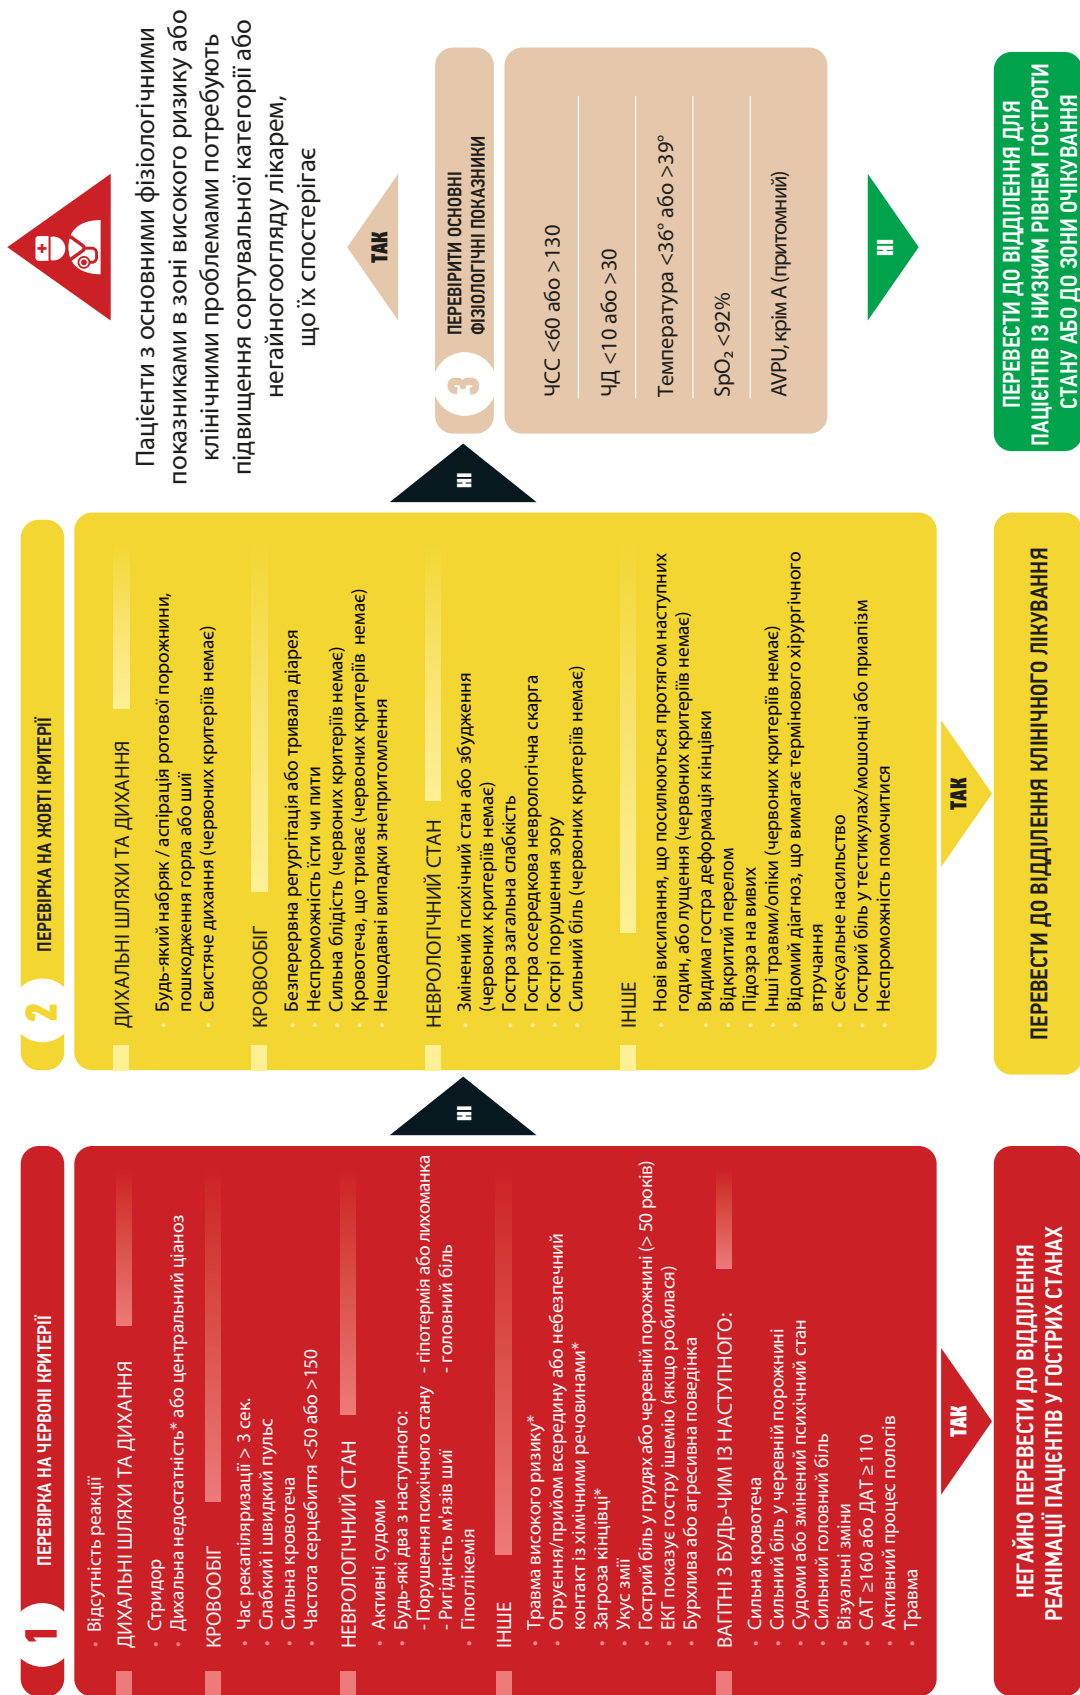 1
ПЕРЕВІРКА НА ЧЕРВОНІ КРИТЕРІЇ
· Відсутність реакції
ДИХАЛЬНІ ШЛЯХИ ТА ДИХАННЯ
· Стридор
· Дихальна недостатність* або центральний ціаноз
КРОВООБІГ
· Час рекапіляризації > 3 сек.
· Слабкий і швидкий пульс
· Сильна кровотеча
· Частота серцебиття <50 або >150
НЕВРОЛОГІЧНИЙ СТАН
· Активні судоми
· Будь-які два з наступного:
- Порушення психічного стану - гіпотермія або лихоманка
- Ригідність м'язів шиї - головний біль
· Гіпоглікемія
ІНШЕ
· Травма високого ризику*
· Отруєння/прийом всередину або небезпечний
контакт із хімічними речовинами*
· Загроза кінцівці*
· Укус змії
· Гострий біль у грудях або черевній порожнині (> 50 років)
· ЕКГ показує гостру ішемію (якщо робилася)
· Бурхлива або агресивна поведінка
ВАГІТНІ З БУДЬ-ЧИМ ІЗ НАСТУПНОГО:
· Сильна кровотеча
· Сильний біль у черевній порожнині
· Судоми або змінений психічний стан
· Сильний головний біль
· Візуальні зміни
· САТ ≥160 або ДАТ ≥110
· Активний процес пологів
· Травма
ТАК
НЕГАЙНО ПЕРЕВЕСТИ ДО ВІДДІЛЕННЯ
РЕАНІМАЦІЇ ПАЦІЄНТІВ У ГОСТРИХ СТАНАХ
НІ
2
ПЕРЕВІРКА НА ЖОВТІ КРИТЕРІЇ
ДИХАЛЬНІ ШЛЯХИ ТА ДИХАННЯ
· Будь-який набряк / аспірація ротової порожнини,
пошкодження горла або шиї
· Свистяче дихання (червоних критеріїв немає)
КРОВООБІГ
· Безперервна регургітація або тривала діарея
· Неспроможність їсти чи пити
· Сильна блідість (червоних критеріїв немає)
· Кровотеча, що триває (червоних критеріїв немає)
· Нещодавні випадки знепритомлення
НЕВРОЛОГІЧНИЙ СТАН
· Змінений психічний стан або збудження
(червоних критеріїв немає)
· Гостра загальна слабкість
· Гостра осередкова неврологічна скарга
· Гострі порушення зору
· Сильний біль (червоних критеріїв немає)
ІНШЕ
· Нові висипання, що посилюються протягом наступних
годин, або лущення (червоних критеріїв немає)
· Видима гостра деформація кінцівки
· Відкритий перелом
· Підозра на вивих
· Інші травми/опіки (червоних критеріїв немає)
· Відомий діагноз, що вимагає термінового хірургічного
втручання
· Сексуальне насильство
· Гострий біль у тестикулах/мошонці або приапізм
· Неспроможність помочитися
ТАК
ПЕРЕВЕСТИ ДО ВІДДІЛЕННЯ КЛІНІЧНОГО ЛІКУВАННЯ
НІ
Пацієнти з основними фізіологічними
показниками в зоні високого ризику або
клінічними проблемами потребують
підвищення сортувальної категорії або
негайногоогляду лікарем,
що їх спостерігає
ТАК
3
ПЕРЕВІРИТИ ОСНОВНІ
ФІЗІОЛОГІЧНІ ПОКАЗНИКИ
ЧСС <60 або >130
ЧД <10 або >30
Температура <36° або >39°
SpO₂ <92%
AVPU, крім А (притомний)
НІ
ПЕРЕВЕСТИ ДО ВІДДІЛЕННЯ ДЛЯ
ПАЦІЄНТІВ ІЗ НИЗКИМ РІВНЕМ ГОСТРОТИ
СТАНУ АБО ДО ЗОНИ ОЧІКУВАННЯ